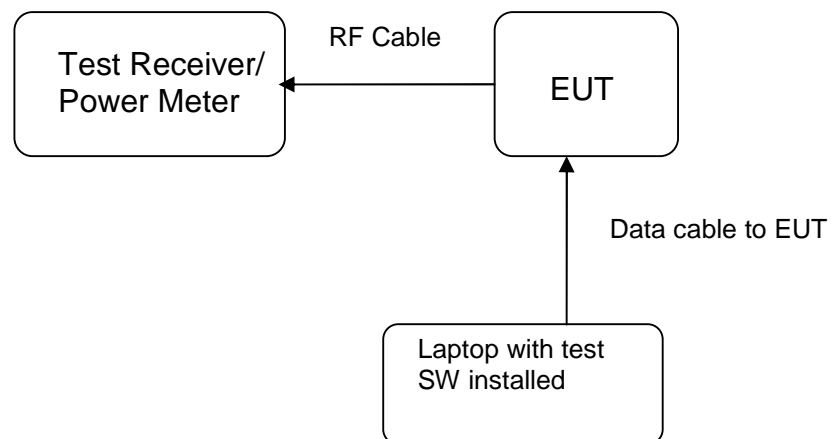 RF Cable
Test Receiver/
Power Meter
EUT
Data cable to EUT
Laptop with test
SW installed